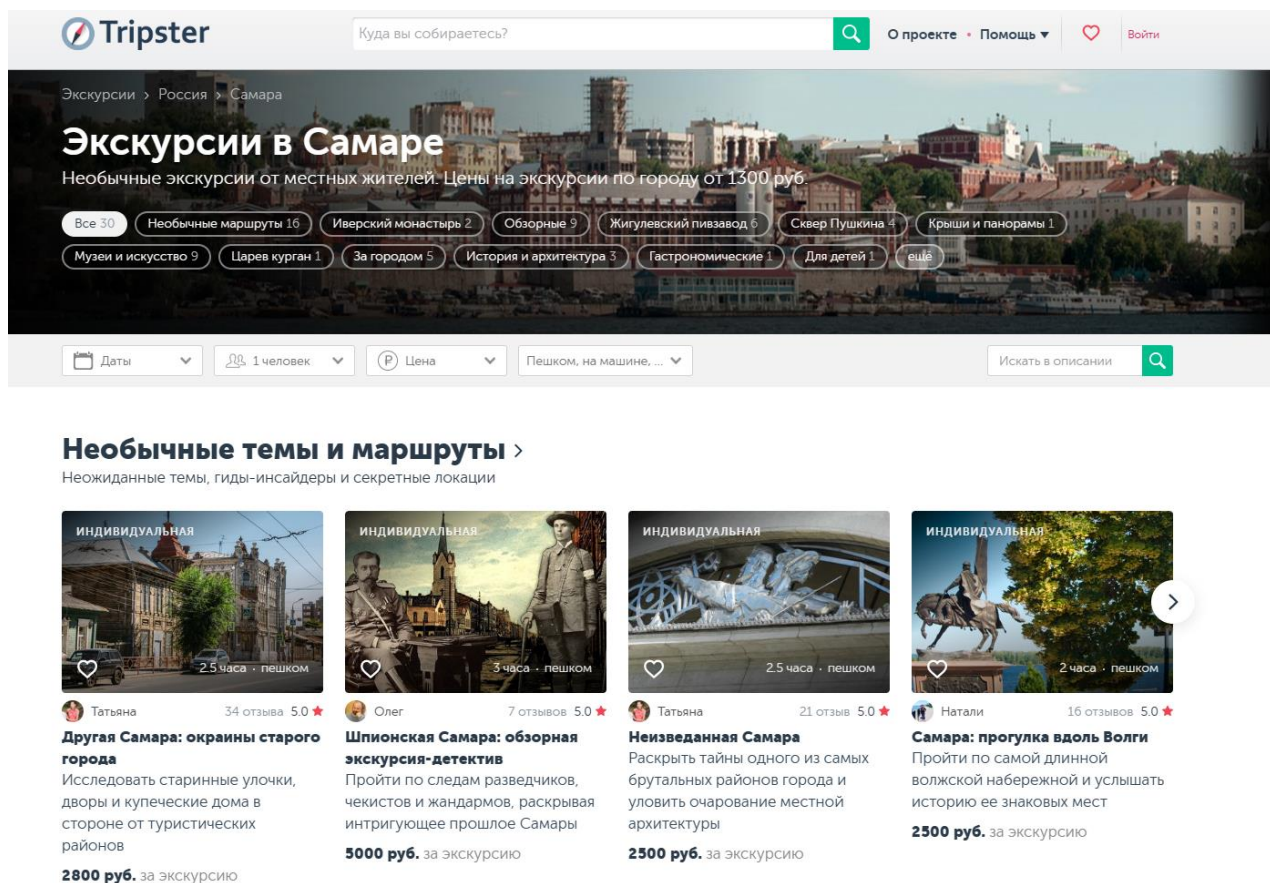 Tripster
Куда вы собираетесь?
О проекте • Помощь ▾
Войти
Экскурсии › Россия › Самара
Экскурсии в Самаре
Необычные экскурсии от местных жителей. Цены на экскурсии по городу от 1300 руб.
Все 30 Необычные маршруты 16 Иверский монастырь 2 Обзорные 9 Жигулевский пивзавод 6 Сквер Пушкина 4 Крыши и панорамы 1
Музеи и искусство 9 Царев курган 1 За городом 5 История и архитектура 3 Гастрономические 1 Для детей 1 ещё
Даты 1 человек Цена Пешком, на машине, ... Искать в описании
Необычные темы и маршруты ›
Неожиданные темы, гиды-инсайдеры и секретные локации
ИНДИВИДУАЛЬНАЯ
2.5 часа · пешком
Татьяна 34 отзыва 5.0 ★
Другая Самара: окраины старого
города
Исследовать старинные улочки,
дворы и купеческие дома в
стороне от туристических
районов
2800 руб. за экскурсию
ИНДИВИДУАЛЬНАЯ
3 часа · пешком
Олег 7 отзывов 5.0 ★
Шпионская Самара: обзорная
экскурсия-детектив
Пройти по следам разведчиков,
чекистов и жандармов, раскрывая
интригующее прошлое Самары
5000 руб. за экскурсию
ИНДИВИДУАЛЬНАЯ
2.5 часа · пешком
Татьяна 21 отзыв 5.0 ★
Неизведанная Самара
Раскрыть тайны одного из самых
брутальных районов города и
уловить очарование местной
архитектуры
2500 руб. за экскурсию
ИНДИВИДУАЛЬНАЯ
2 часа · пешком
Натали 16 отзывов 5.0 ★
Самара: прогулка вдоль Волги
Пройти по самой длинной
волжской набережной и услышать
историю ее знаковых мест
2500 руб. за экскурсию